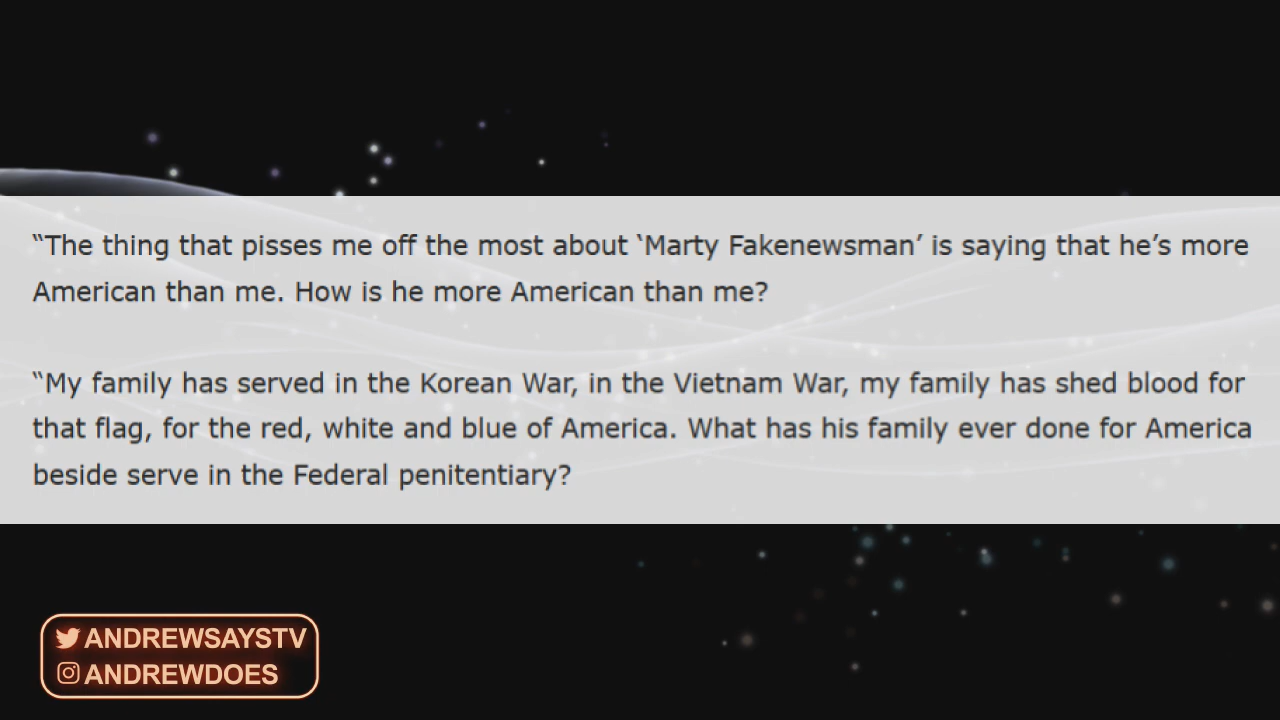 “The thing that pisses me off the most about ‘Marty Fakenewsman’ is saying that he’s more
American than me. How is he more American than me?
“My family has served in the Korean War, in the Vietnam War, my family has shed blood for
that flag, for the red, white and blue of America. What has his family ever done for America
beside serve in the Federal penitentiary?
ANDREWSAYSTV
ANDREWDOES